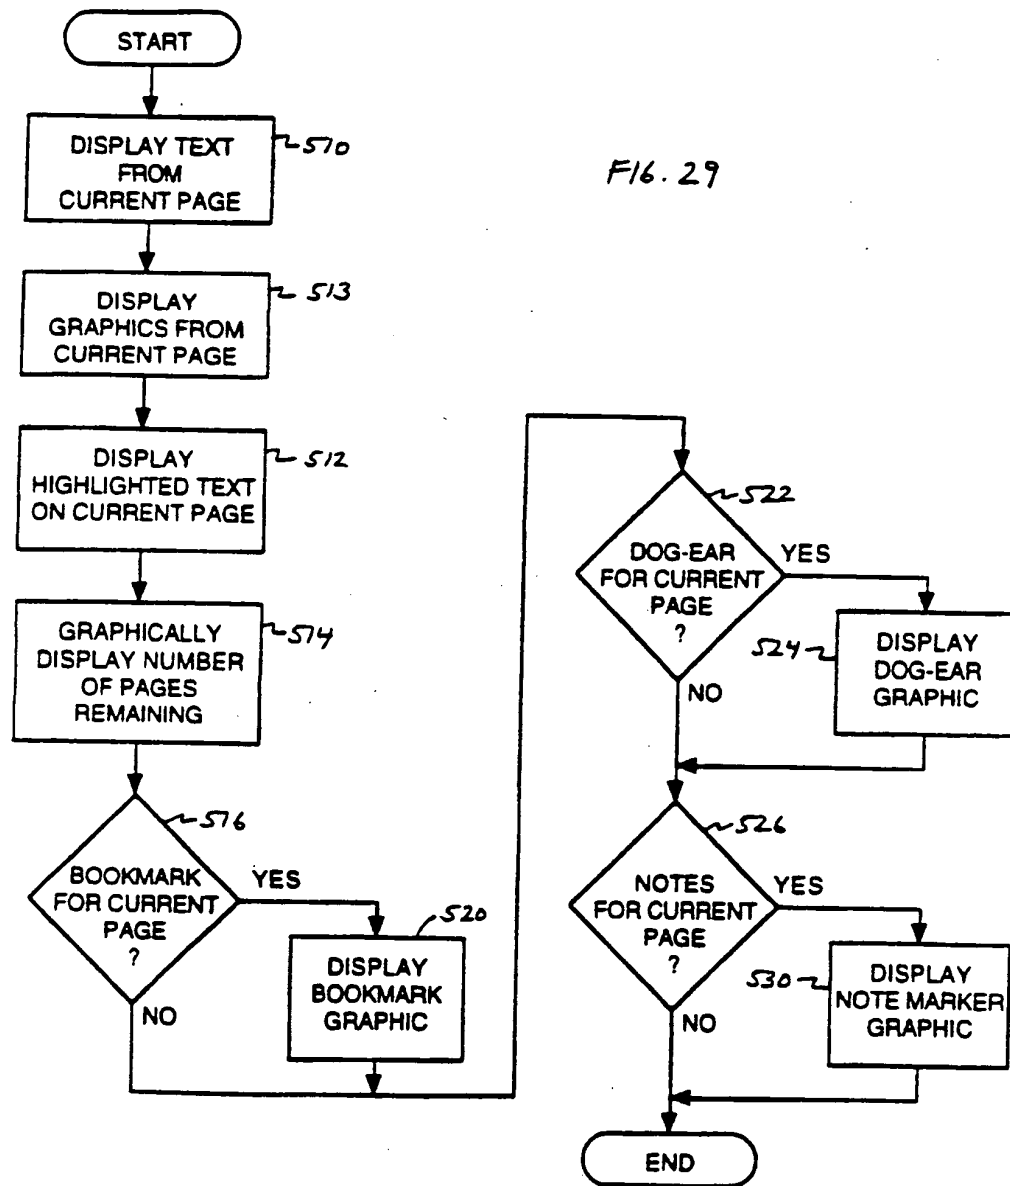 START
DISPLAY TEXT
FROM
CURRENT PAGE
510
FIG. 29
DISPLAY
GRAPHICS FROM
CURRENT PAGE
513
DISPLAY
HIGHLIGHTED TEXT
ON CURRENT PAGE
512
GRAPHICALLY
DISPLAY NUMBER
OF PAGES
REMAINING
514
BOOKMARK
FOR CURRENT
PAGE
?
516
YES
NO
DISPLAY
BOOKMARK
GRAPHIC
520
DOG-EAR
FOR CURRENT
PAGE
?
522
YES
NO
524
DISPLAY
DOG-EAR
GRAPHIC
NOTES
FOR CURRENT
PAGE
?
526
YES
NO
530
DISPLAY
NOTE MARKER
GRAPHIC
END